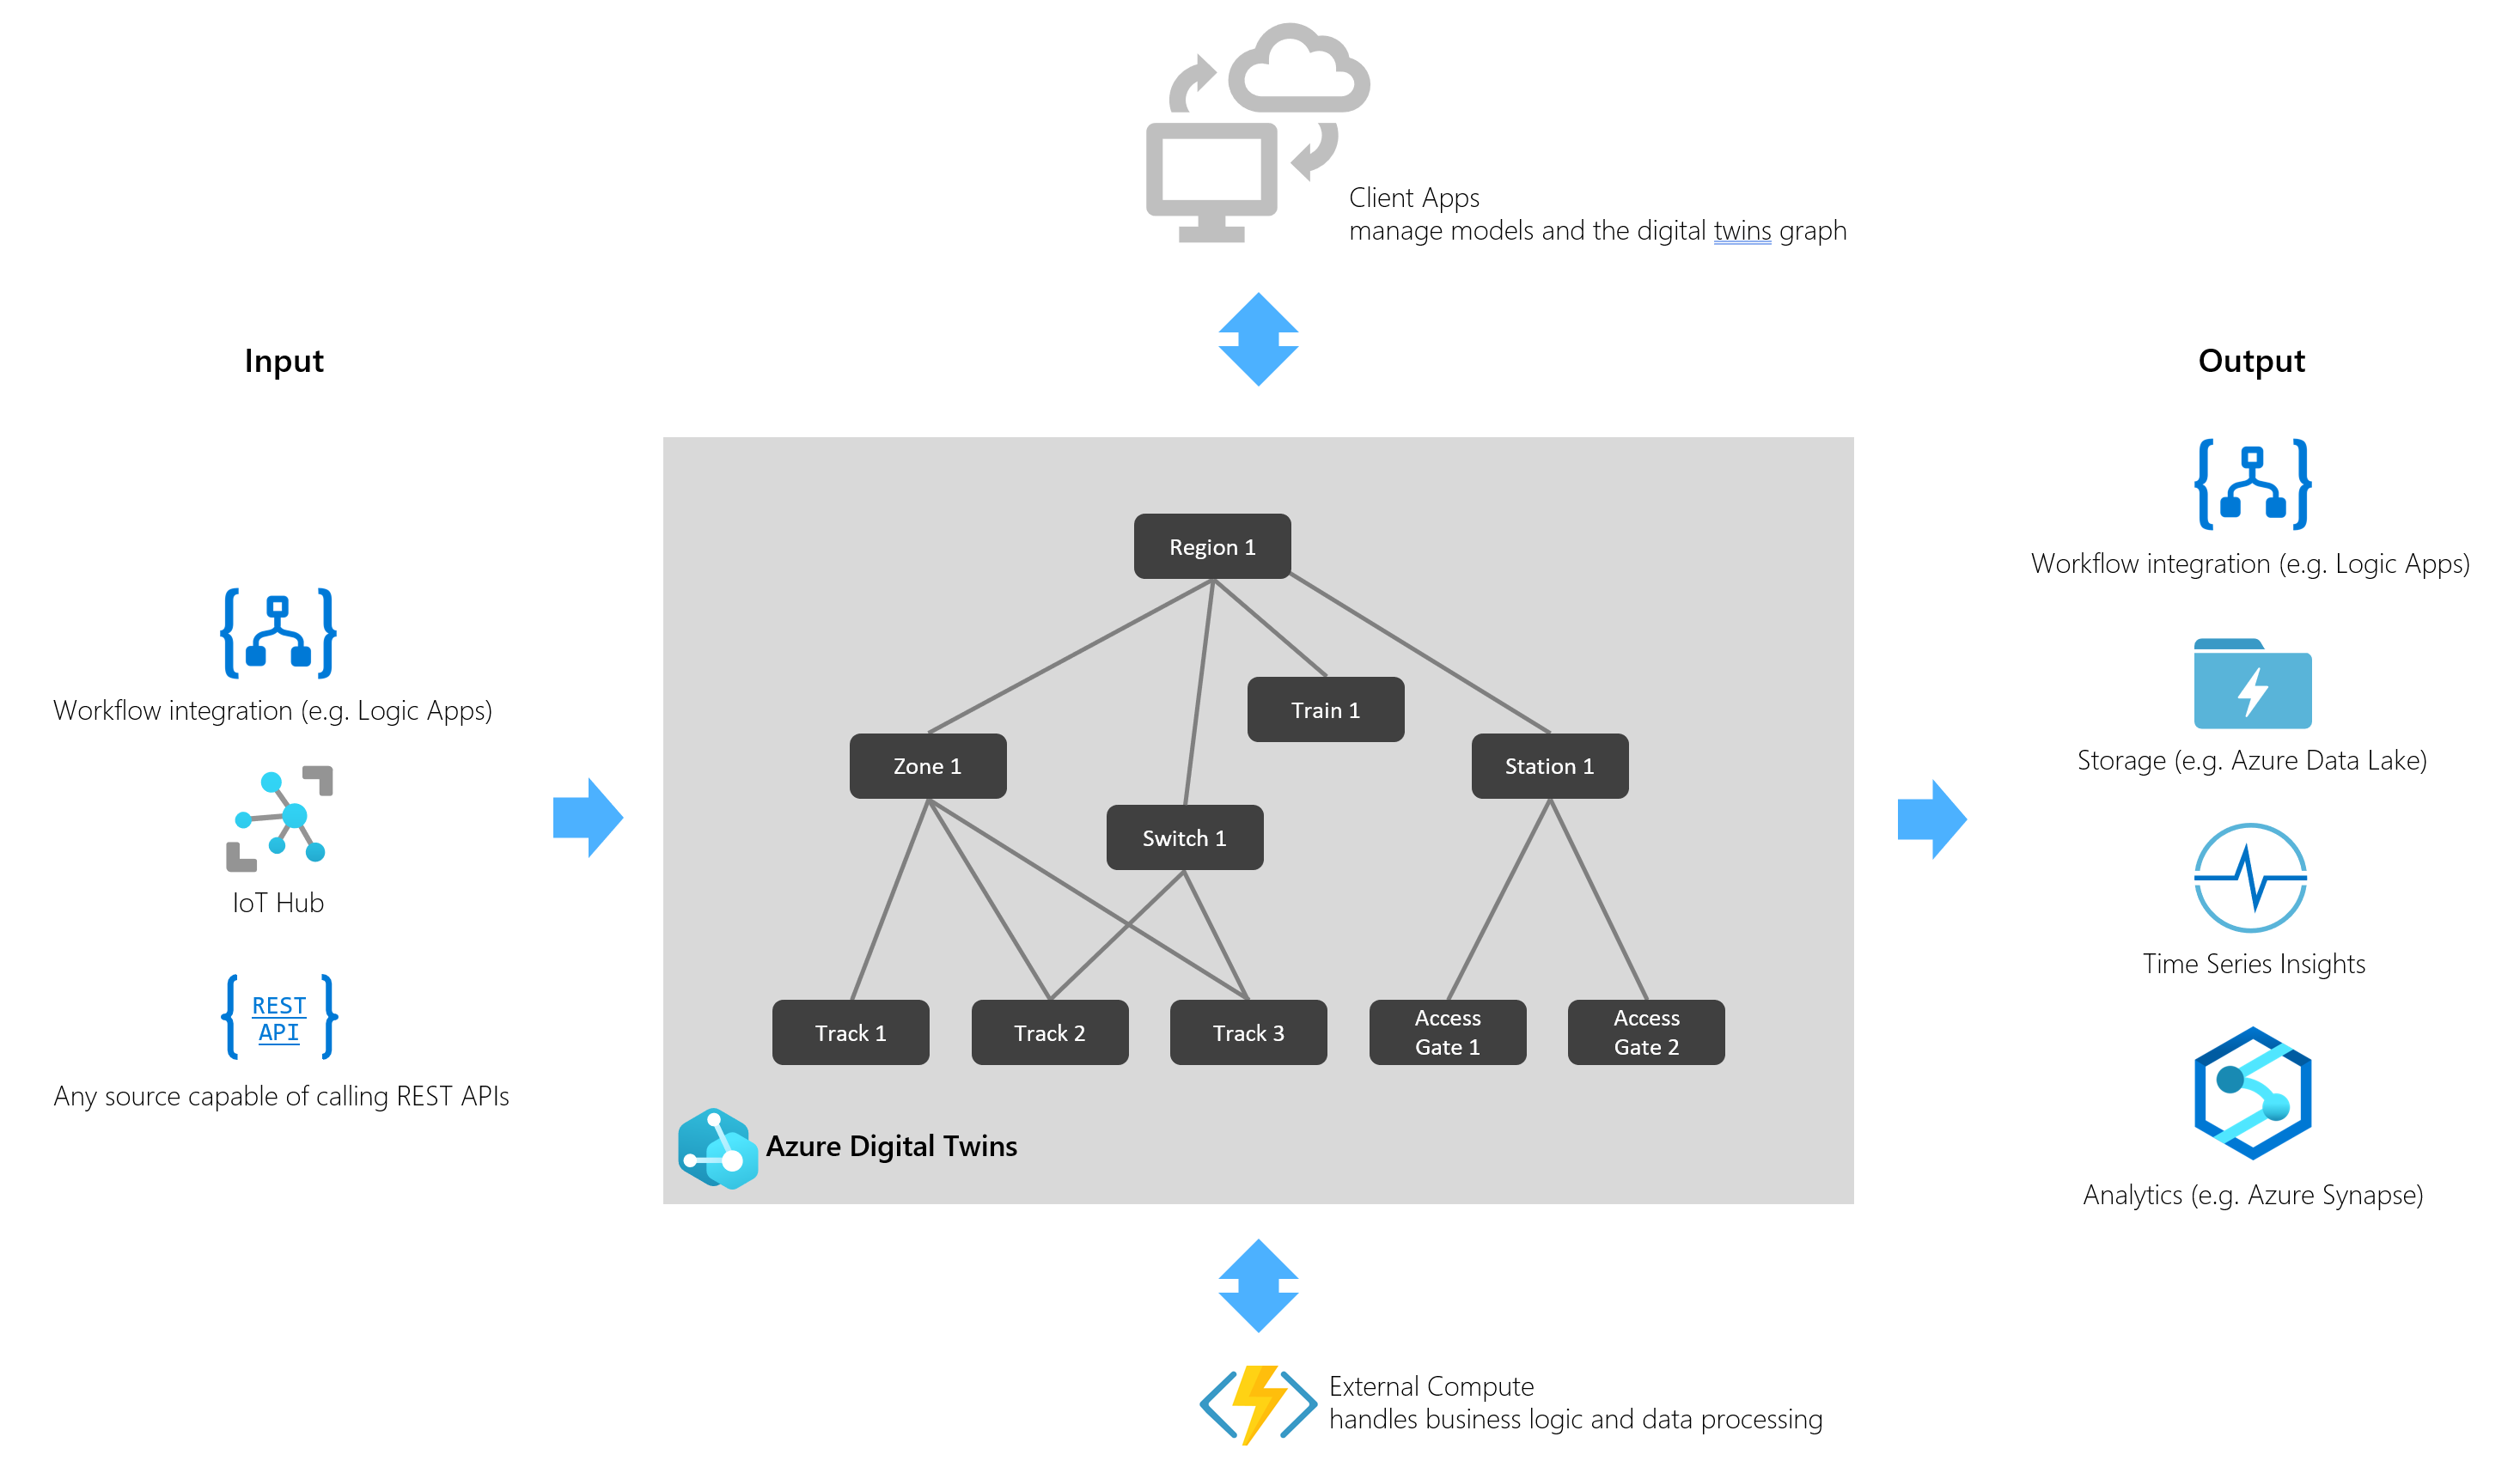 Client Apps
manage models and the digital twins graph
Input
Workflow integration (e.g. Logic Apps)
IoT Hub
REST
API
Any source capable of calling REST APIs
Region 1
Train 1
Zone 1
Station 1
Switch 1
Track 1
Track 2
Track 3
Access
Gate 1
Access
Gate 2
Azure Digital Twins
Output
Workflow integration (e.g. Logic Apps)
Storage (e.g. Azure Data Lake)
Time Series Insights
Analytics (e.g. Azure Synapse)
External Compute
handles business logic and data processing